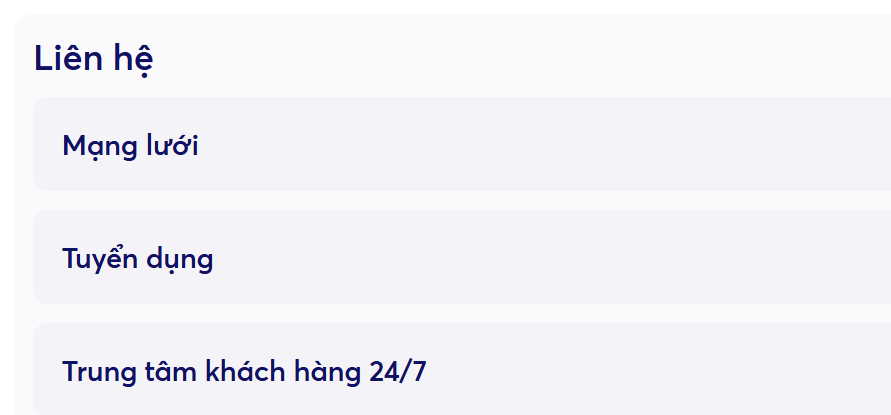 Liên hệ
Mạng lưới
Tuyển dụng
Trung tâm khách hàng 24/7